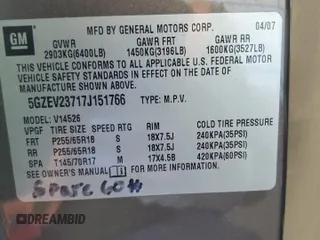 GM
MFD BY GENERAL MOTORS CORP. 04/07
GVWR GAWR FRT GAWR RR
2903KG(6400LB) 1450KG(3196LB) 1600KG(3527LB)
THIS VEHICLE CONFORMS TO ALL APPLICABLE U.S. FEDERAL MOTOR
VEHICLE SAFETY STANDARDS IN EFFECT ON THE DATE OF
MANUFACTURE SHOWN ABOVE.
5GZEV23717J151766 TYPE: M.P.V.
MODEL: V14526
VPGF TIRE SIZE SPEED RTG RIM COLD TIRE PRESSURE
FRT P255/65R18 S 18X7.5J 240KPA(35PSI)
RR P255/65R18 S 18X7.5J 240KPA(35PSI)
SPA T145/70R17 M 17X4.5B 420KPA(60PSI)
SEE OWNER'S MANUAL FOR MORE INFORMATION.
Spare 60#
DREAMBID